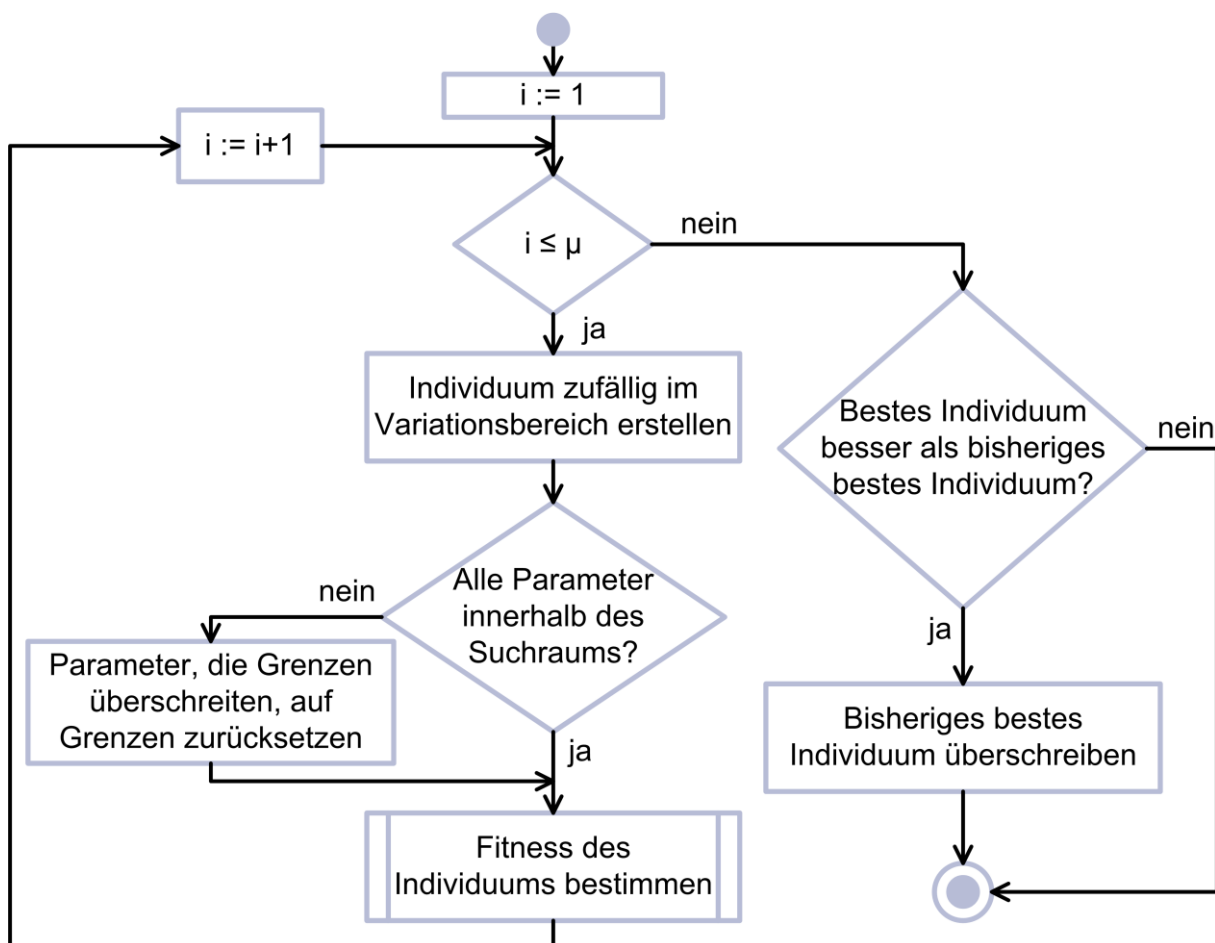 i := 1
i := i+1
i ≤ µ
nein
ja
Individuum zufällig im
Variationsbereich erstellen
Bestes Individuum
besser als bisheriges
bestes Individuum?
nein
Alle Parameter
innerhalb des
Suchraums?
nein
ja
Parameter, die Grenzen
überschreiten, auf
Grenzen zurücksetzen
ja
Bisheriges bestes
Individuum überschreiben
Fitness des
Individuums bestimmen